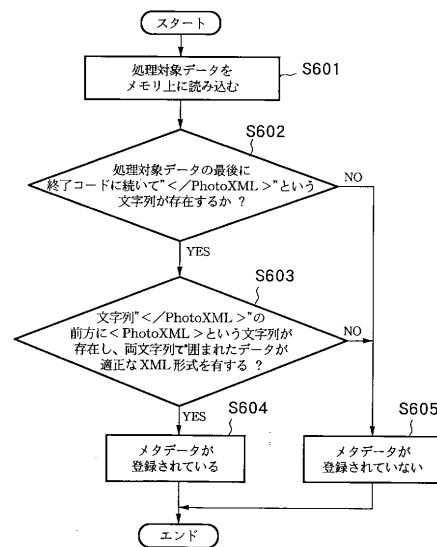 スタート
処理対象データを
メモリ上に読み込む
S601
S602
処理対象データの最後に
終了コードに続いて"</PhotoXML>"という
文字列が存在するか ?
NO
YES
S603
文字列"</PhotoXML>"の
前方に<PhotoXML>という文字列が
存在し、両文字列で囲まれたデータが
適正なXML形式を有する ?
NO
YES
S604
メタデータが
登録されている
S605
メタデータが
登録されていない
エンド